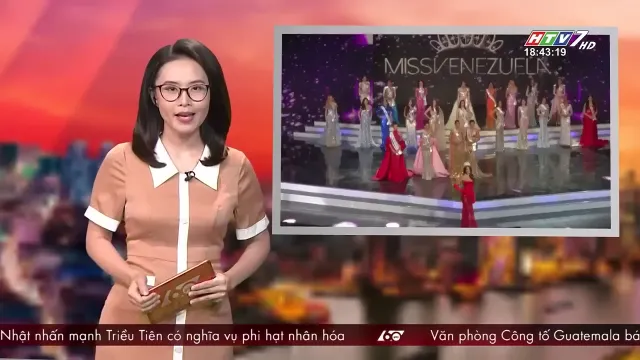 HTV7 HD
18:43:19
MISS VENEZUELA
Nhật nhấn mạnh Triều Tiên có nghĩa vụ phi hạt nhân hóa 60 Văn phòng Công tố Guatemala bá